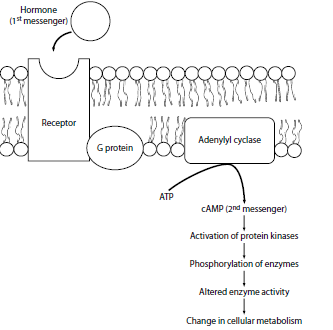 Hormone
(1st messenger)
Receptor
G protein
Adenylyl cyclase
ATP
cAMP (2nd messenger)
Activation of protein kinases
Phosphorylation of enzymes
Altered enzyme activity
Change in cellular metabolism